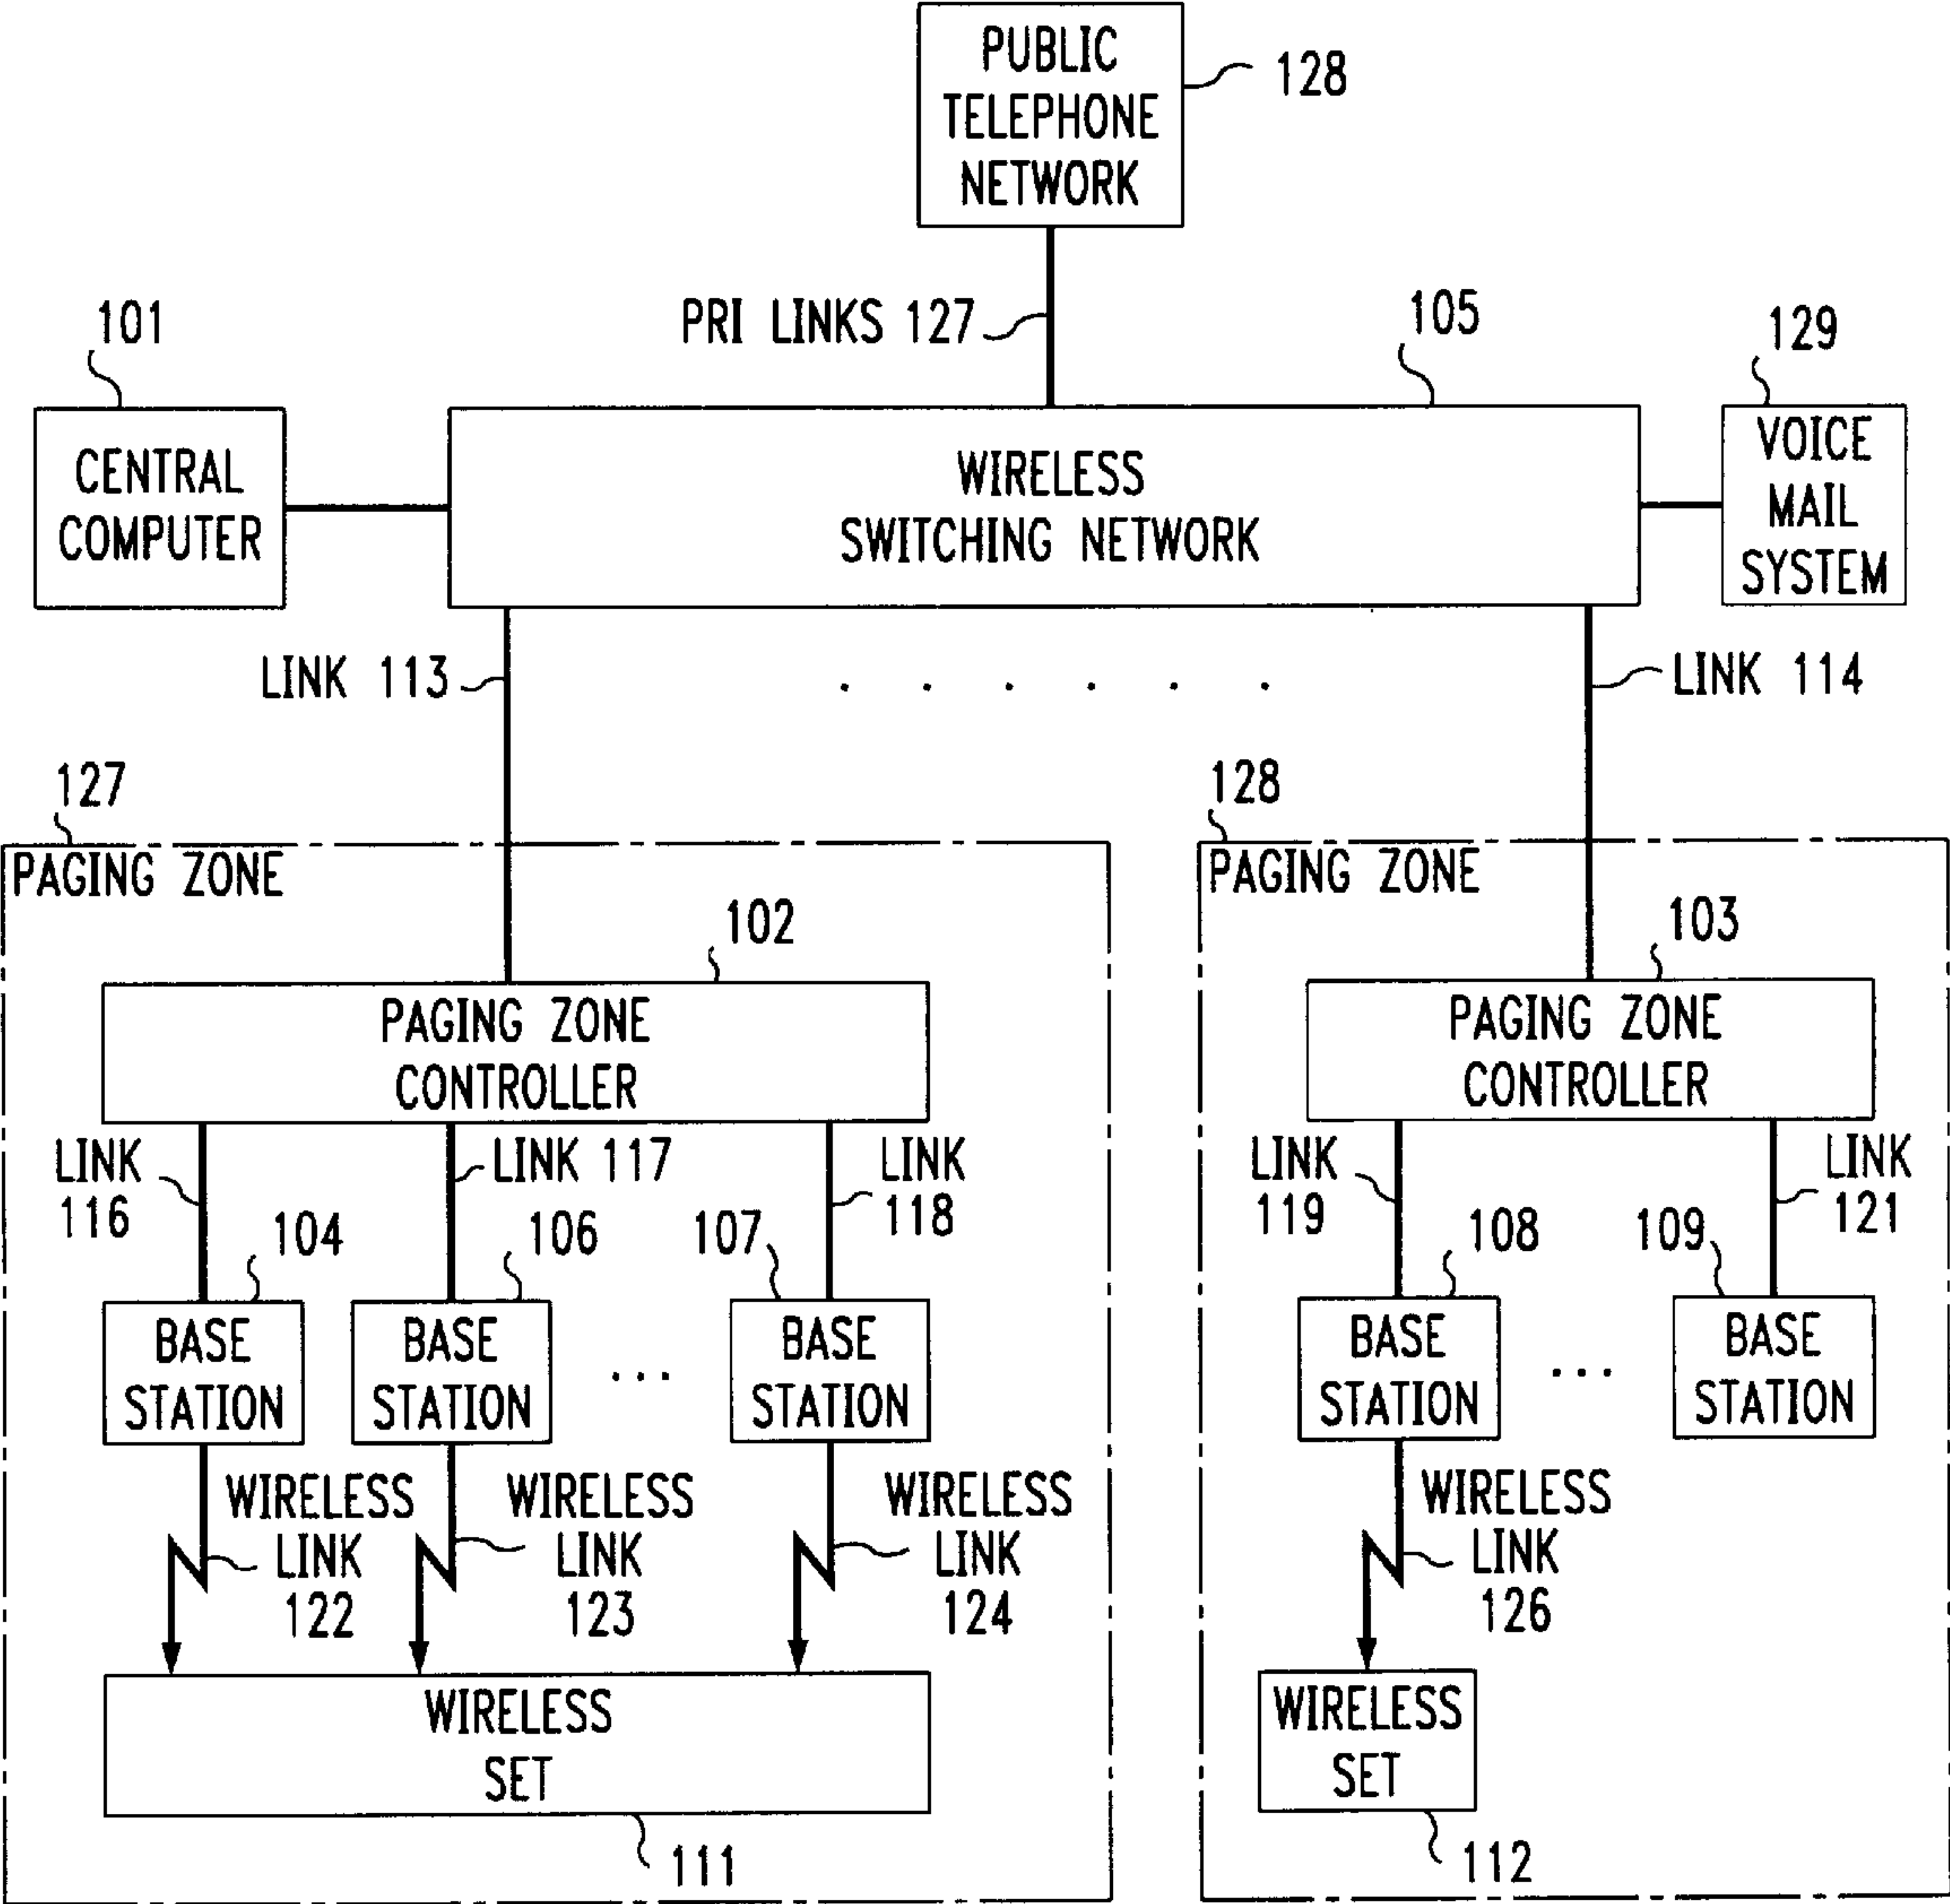 PUBLIC
TELEPHONE
NETWORK
128
PRI LINKS 127
101
105
129
CENTRAL
COMPUTER
WIRELESS
SWITCHING NETWORK
VOICE
MAIL
SYSTEM
LINK 113
. . . . . .
LINK 114
127
PAGING ZONE
128
PAGING ZONE
102
PAGING ZONE
CONTROLLER
103
PAGING ZONE
CONTROLLER
LINK
116
LINK 117
LINK
118
104
106
107
BASE
STATION
BASE
STATION
...
BASE
STATION
LINK
119
LINK
121
108
109
BASE
STATION
...
BASE
STATION
WIRELESS
LINK
122
WIRELESS
LINK
123
WIRELESS
LINK
124
WIRELESS
LINK
126
WIRELESS
SET
111
WIRELESS
SET
112